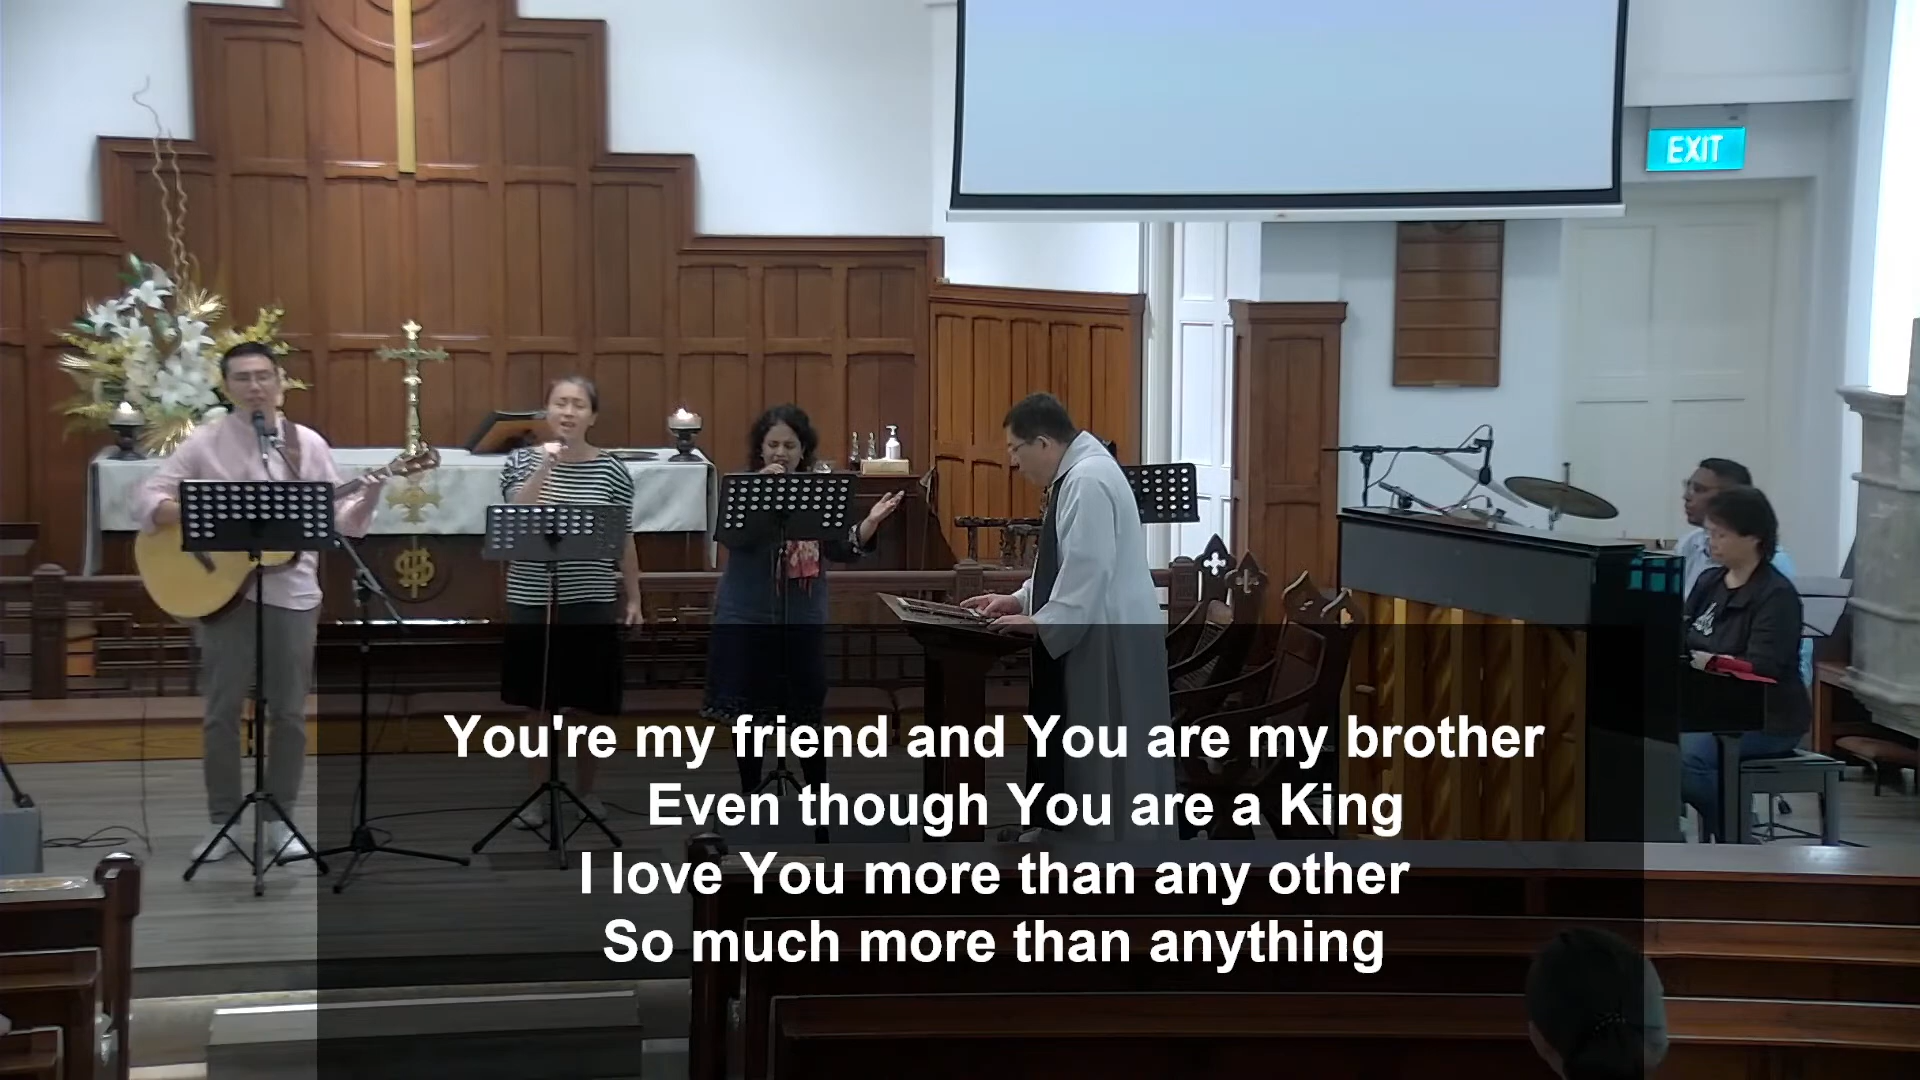 EXIT
You're my friend and You are my brother
Even though You are a King
I love You more than any other
So much more than anything